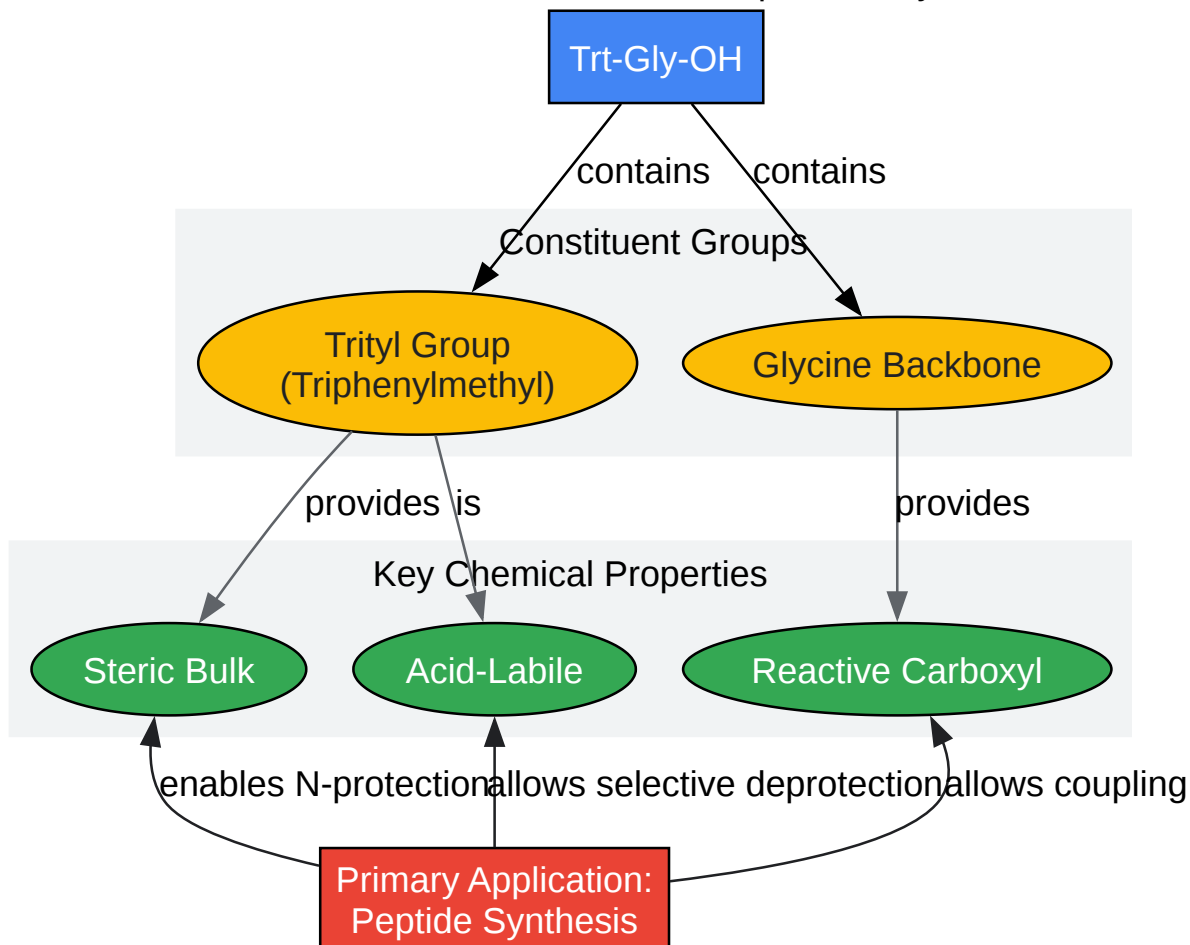 Trt-Gly-OH
contains contains
Constituent Groups
Trityl Group
(Triphenylmethyl)
Glycine Backbone
provides is provides
Key Chemical Properties
Steric Bulk Acid-Labile Reactive Carboxyl
enables N-protection allows selective deprotection allows coupling
Primary Application:
Peptide Synthesis